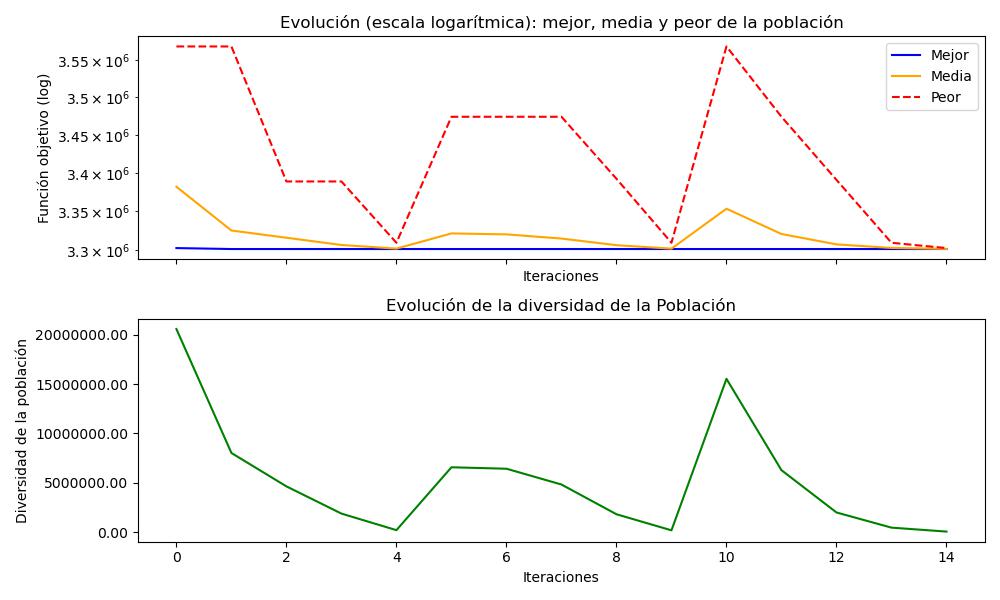 Evolución (escala logarítmica): mejor, media y peor de la población
Función objetivo (log)
3.55 × 10⁶
3.5 × 10⁶
3.45 × 10⁶
3.4 × 10⁶
3.35 × 10⁶
3.3 × 10⁶
Mejor
Media
Peor
Iteraciones
Evolución de la diversidad de la Población
Diversidad de la población
20000000.00
15000000.00
10000000.00
5000000.00
0.00
0 2 4 6 8 10 12 14
Iteraciones